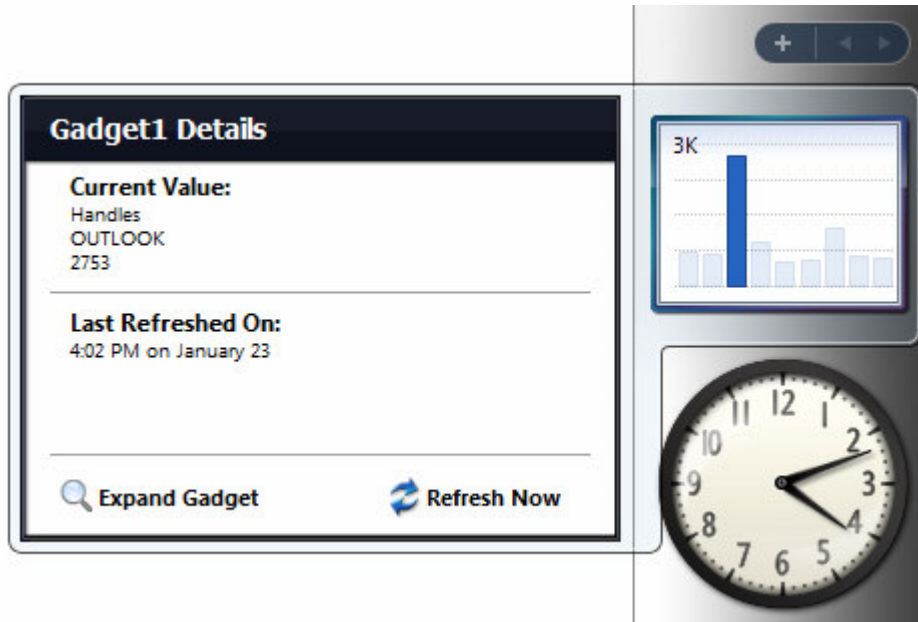 Gadget1 Details
Current Value:
Handles
OUTLOOK
2753
Last Refreshed On:
4:02 PM on January 23
Expand Gadget
Refresh Now
3K
12
1
2
3
4
5
6
7
8
9
10
11